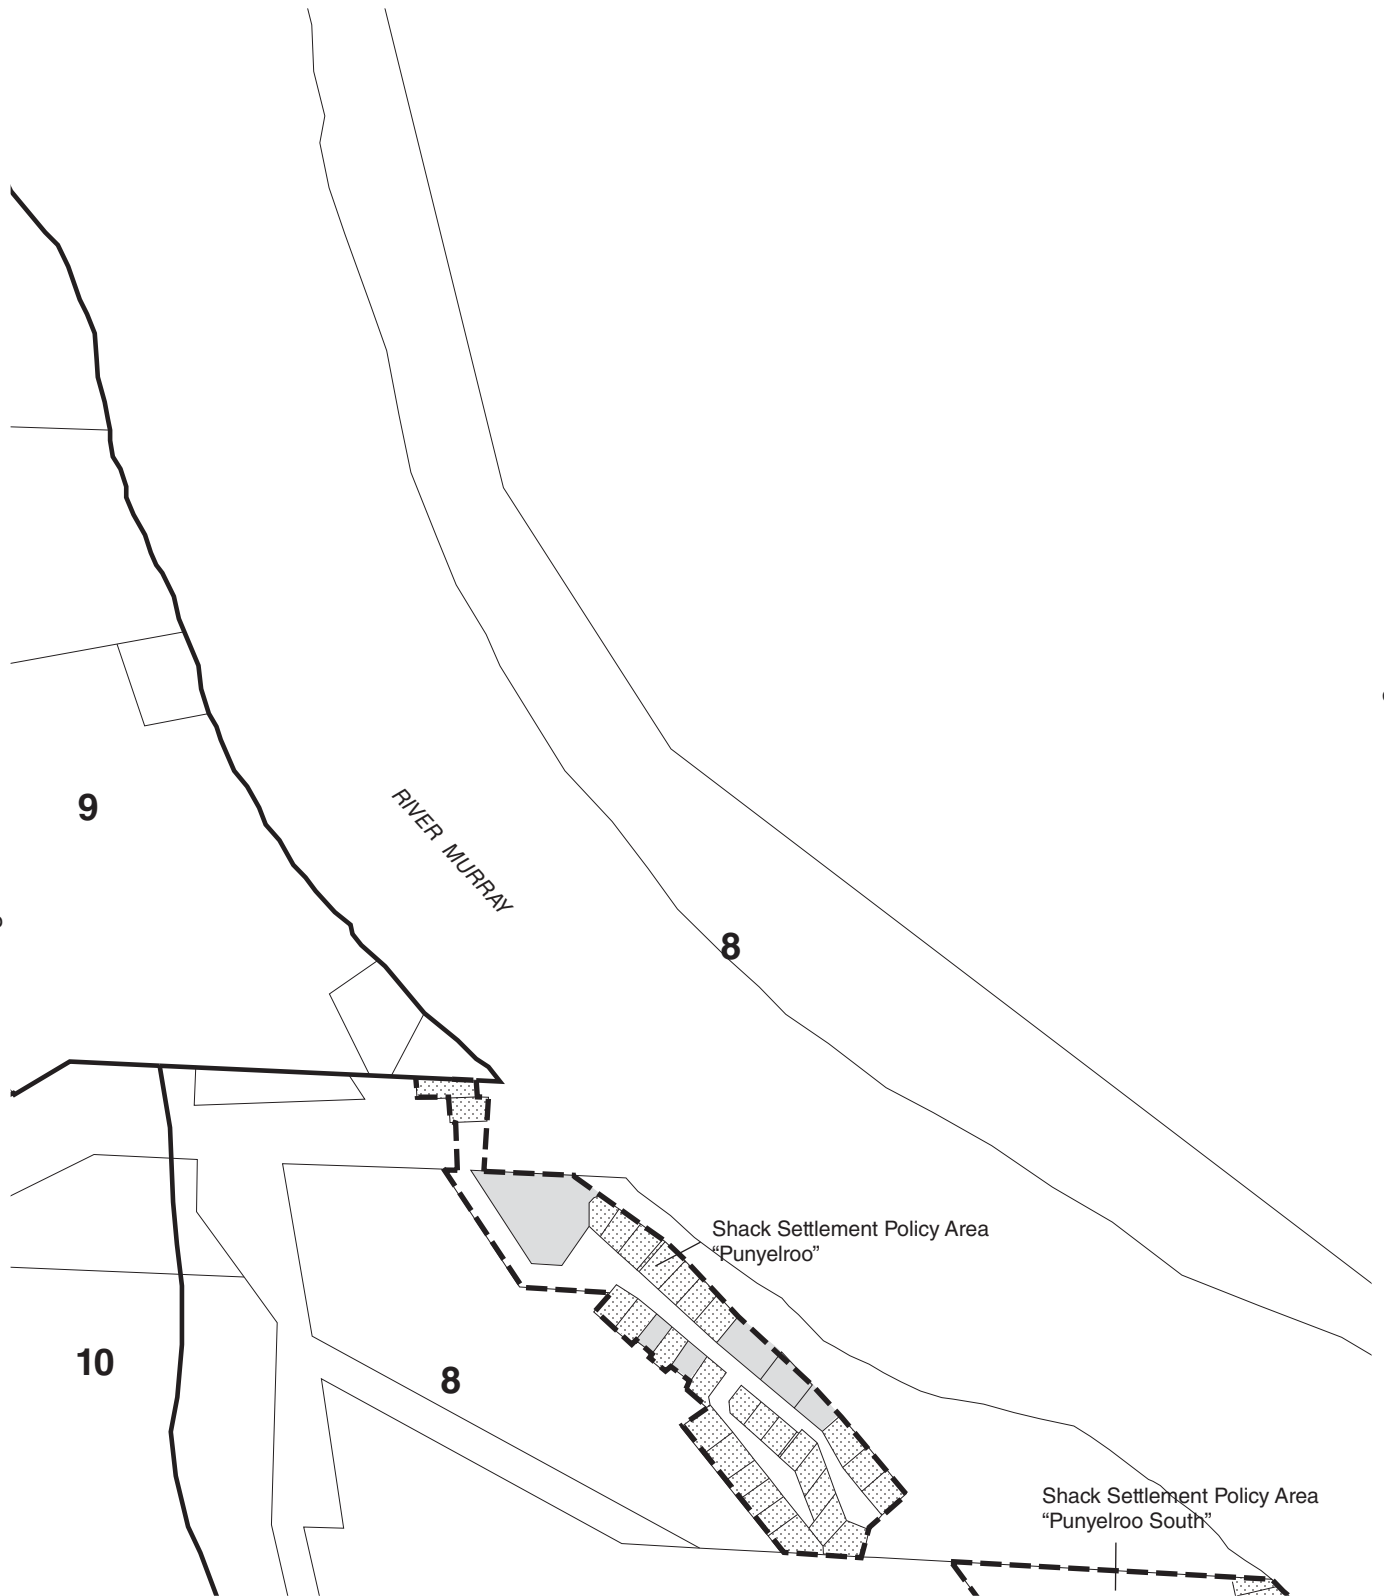 9
RIVER MURRAY
8
Shack Settlement Policy Area
“Punyelroo”
10
8
Shack Settlement Policy Area
“Punyelroo South”